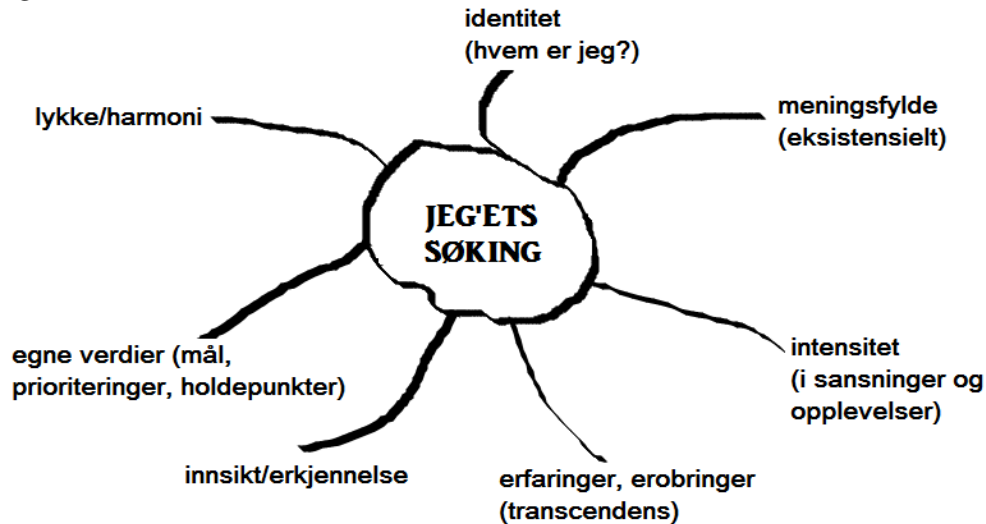 identitet
(hvem er jeg?)
lykke/harmoni
meningsfylde
(eksistensielt)
JEG'ETS
SØKING
egne verdier (mål,
prioriteringer, holdepunkter)
intensitet
(i sansninger og
opplevelser)
innsikt/erkjennelse
erfaringer, erobringer
(transcendens)